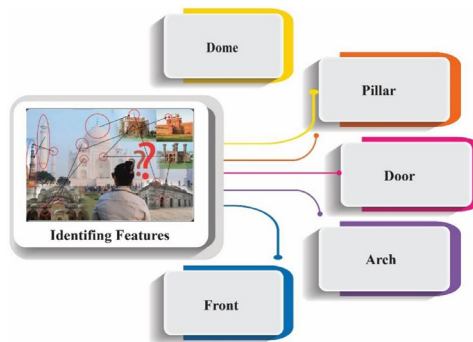 Dome
Pillar
Door
Arch
Front
?
Identifing Features